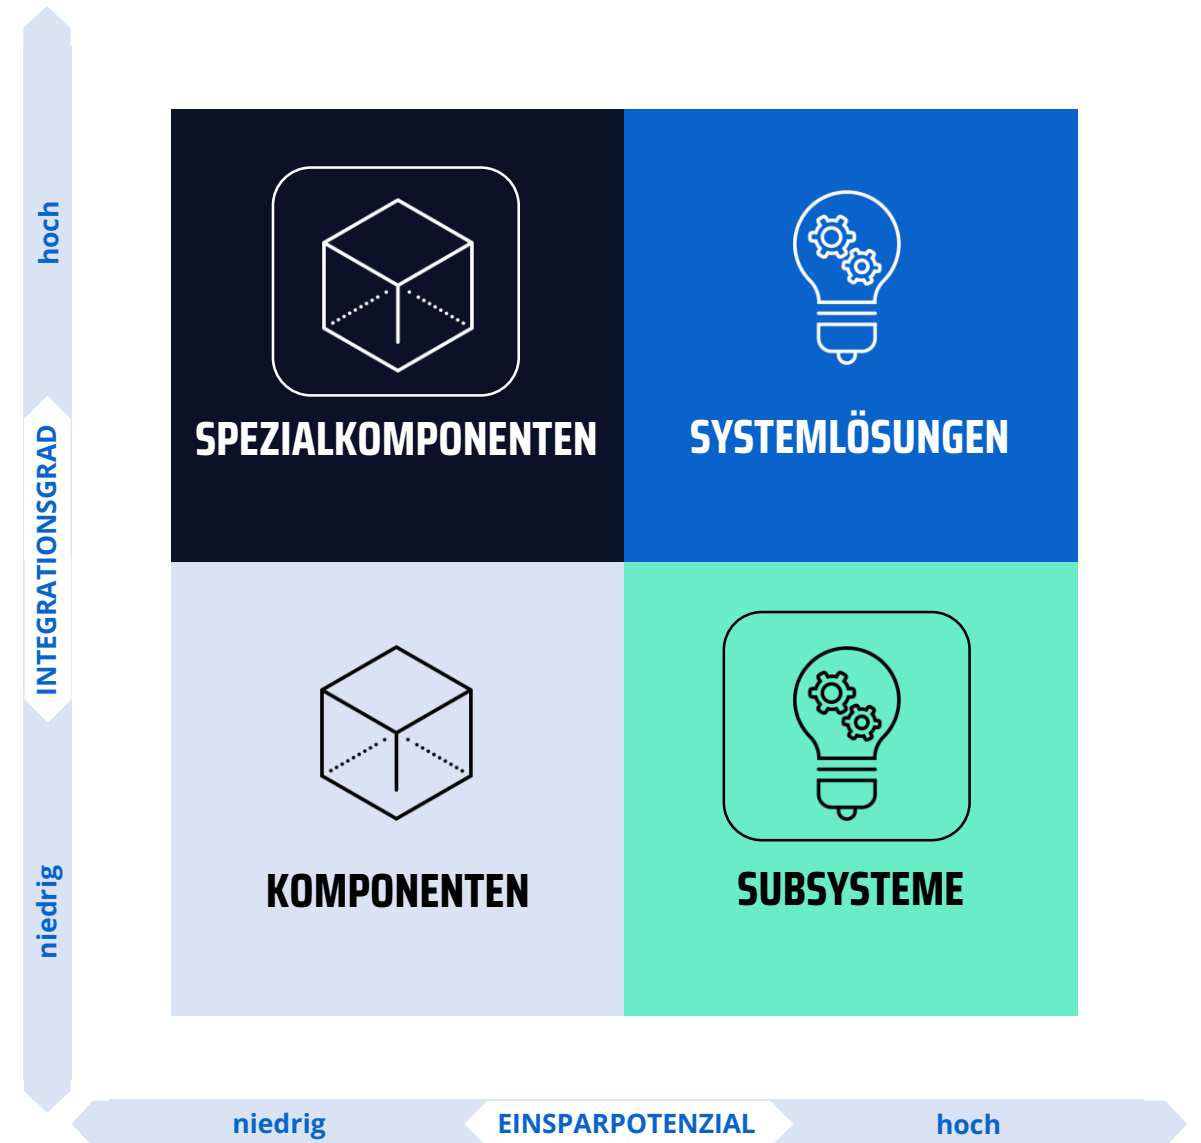 hoch
INTEGRATIONSGRAD
niedrig
SPEZIALKOMPONENTEN
SYSTEMLÖSUNGEN
KOMPONENTEN
SUBSYSTEME
niedrig
EINSPARPOTENZIAL
hoch